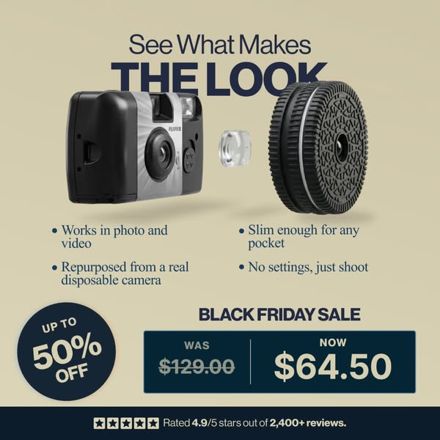 See What Makes
THE LOOK
FUJIFILM
• Works in photo and
video
• Repurposed from a real
disposable camera
• Slim enough for any
pocket
• No settings, just shoot
UP TO
50%
OFF
BLACK FRIDAY SALE
WAS
$129.00
NOW
$64.50
Rated 4.9/5 stars out of 2,400+ reviews.